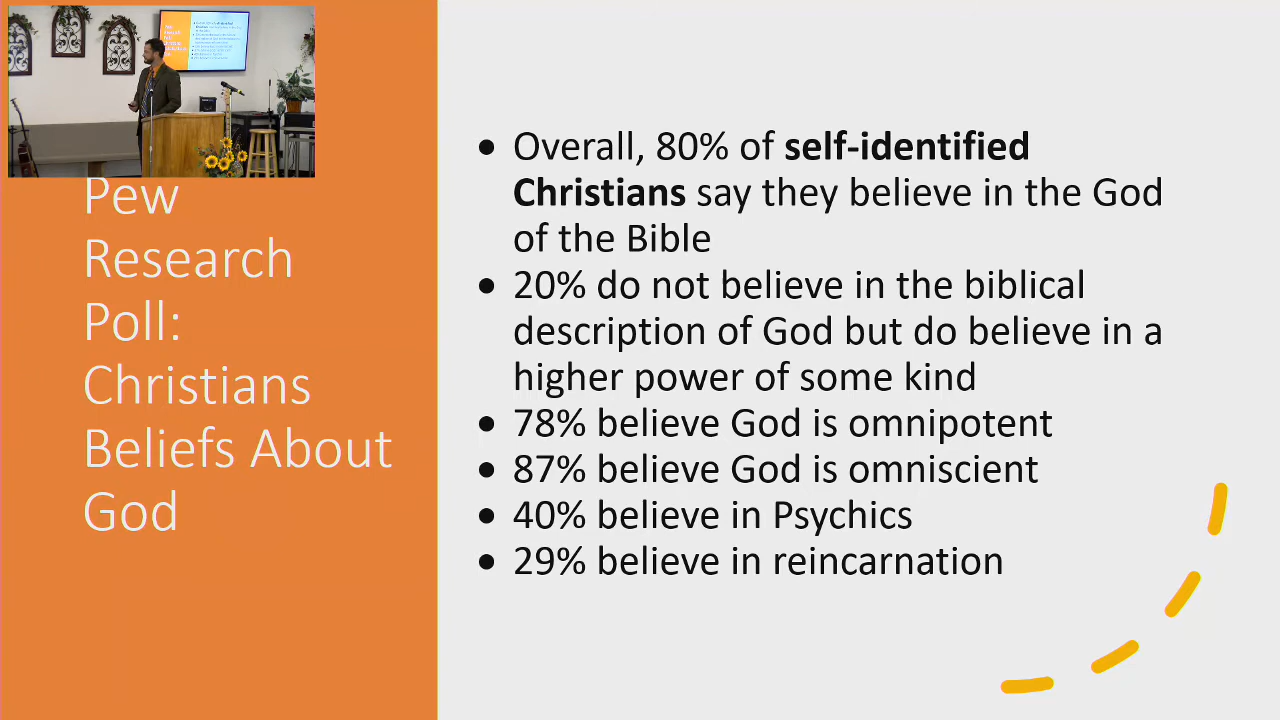 Pew
Research
Poll:
Christians
Beliefs About
God
• Overall, 80% of self-identified
Christians say they believe in the God
of the Bible
• 20% do not believe in the biblical
description of God but do believe in a
higher power of some kind
• 78% believe God is omnipotent
• 87% believe God is omniscient
• 40% believe in Psychics
• 29% believe in reincarnation